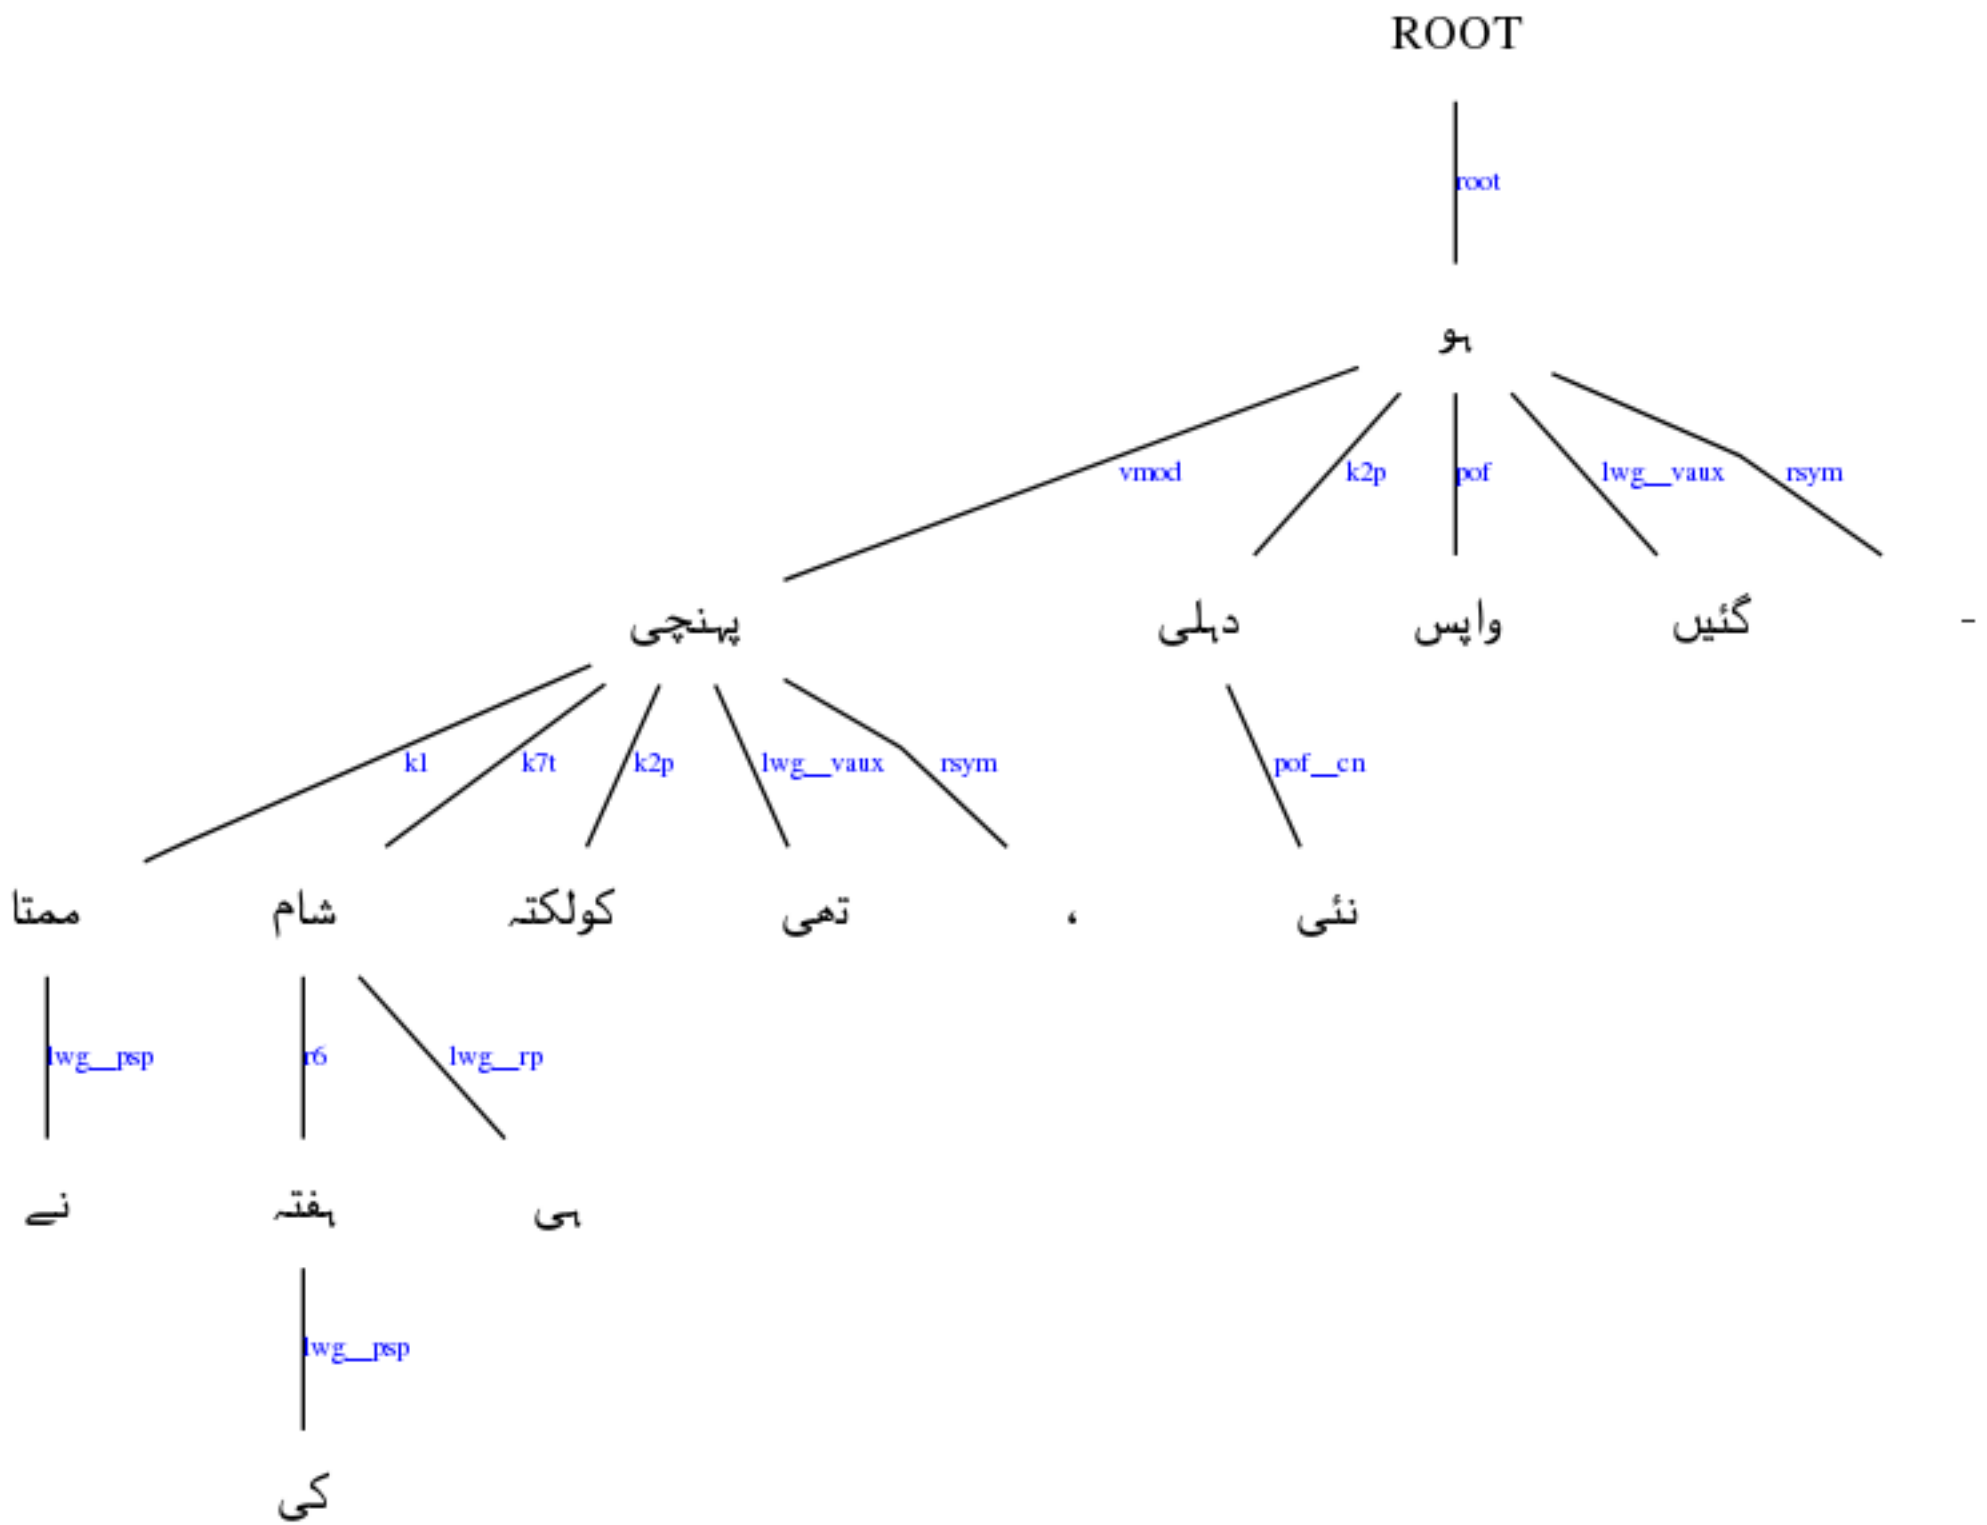 ROOT
root
ہو
vmod k2p pof lwg__vaux rsym
پہنچی دہلی واپس گئیں -
k1 k7t k2p lwg__vaux rsym pof__cn
ممتا شام کولکتہ تھی ، نئی
lwg__psp r6 lwg__rp
نے ہفتہ ہی
lwg__psp
کی